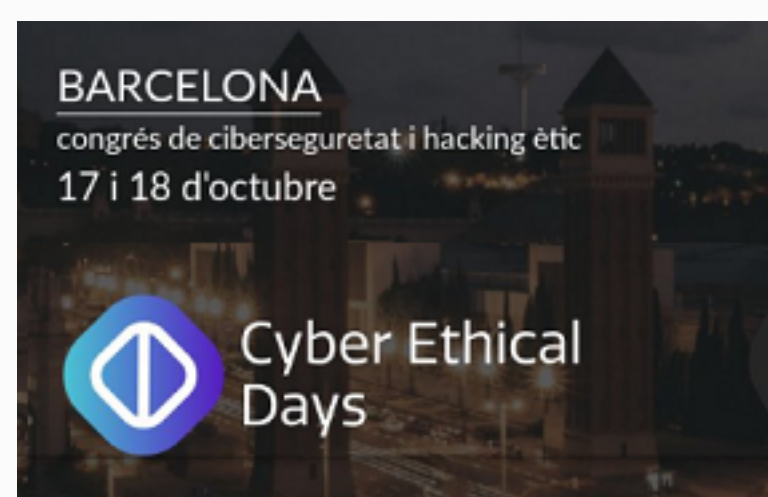 BARCELONA
congrés de ciberseguretat i hacking ètic
17 i 18 d'octubre
Cyber Ethical
Days